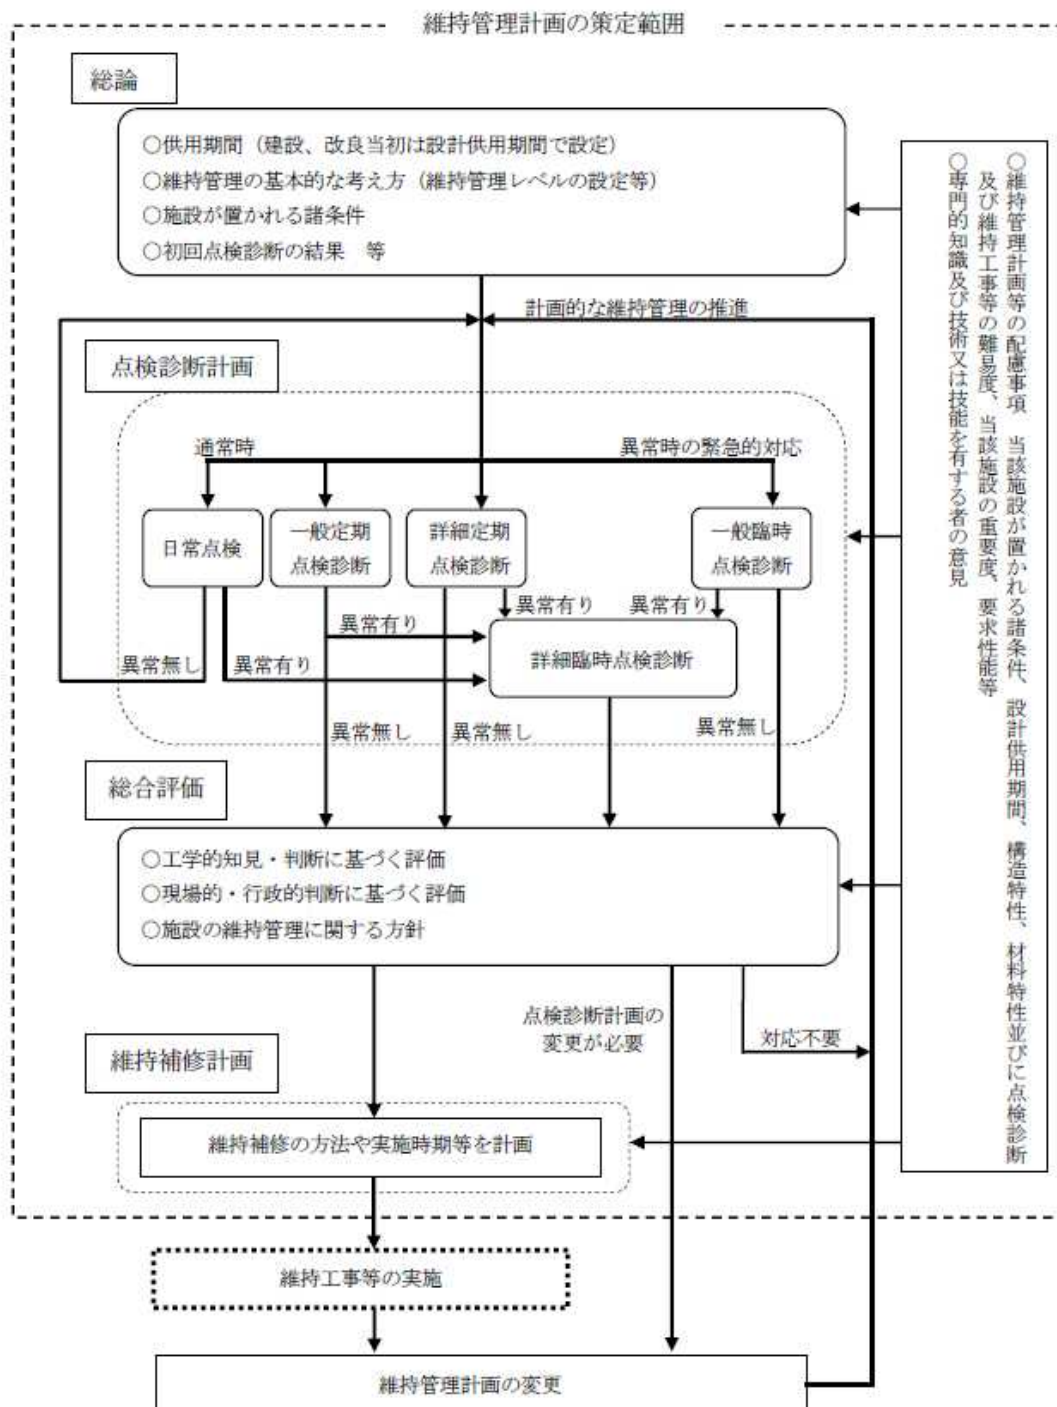 維持管理計画の策定範囲
総論
○供用期間（建設、改良当初は設計供用期間で設定）
○維持管理の基本的な考え方（維持管理レベルの設定等）
○施設が置かれる諸条件
○初回点検診断の結果　等
計画的な維持管理の推進
点検診断計画
通常時
異常時の緊急的対応
日常点検
一般定期
点検診断
詳細定期
点検診断
一般臨時
点検診断
異常有り
異常有り
異常有り
詳細臨時点検診断
異常無し
異常有り
異常無し
異常無し
異常無し
総合評価
○工学的知見・判断に基づく評価
○現場的・行政的判断に基づく評価
○施設の維持管理に関する方針
点検診断計画の
変更が必要
対応不要
維持補修計画
維持補修の方法や実施時期等を計画
維持工事等の実施
維持管理計画の変更
○維持管理計画等の配慮事項　当該施設が置かれる諸条件、設計供用期間、構造特性、材料特性並びに点検診断
及び維持工事等の難易度、当該施設の重要度、要求性能等
○専門的知識及び技術又は技能を有する者の意見